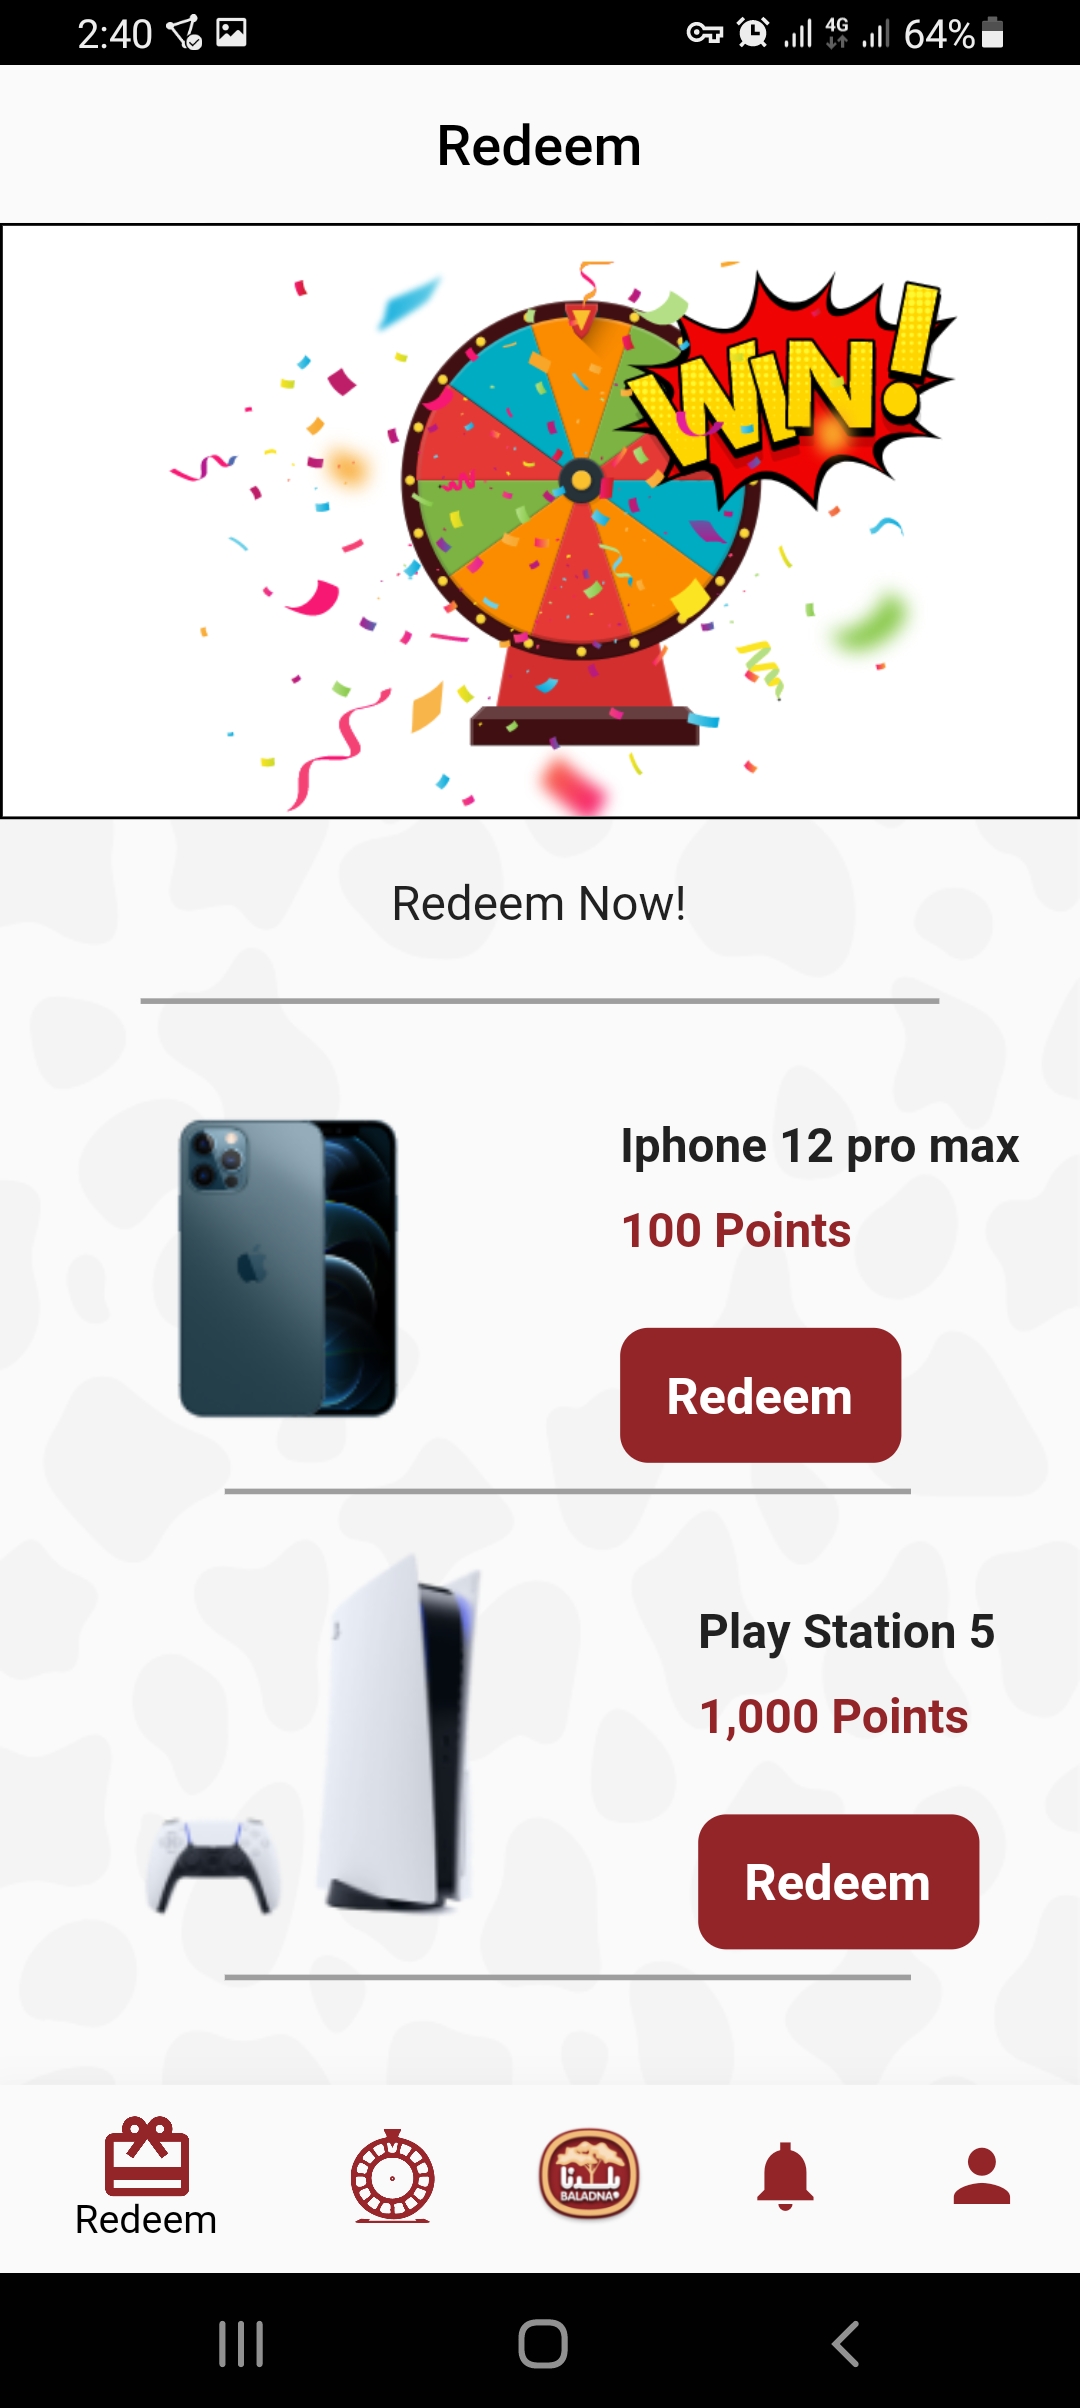 2:40
4G
64%
Redeem
WIN!
Redeem Now!
Iphone 12 pro max
100 Points
Redeem
Play Station 5
1,000 Points
Redeem
بلدنا
BALADNA
Redeem